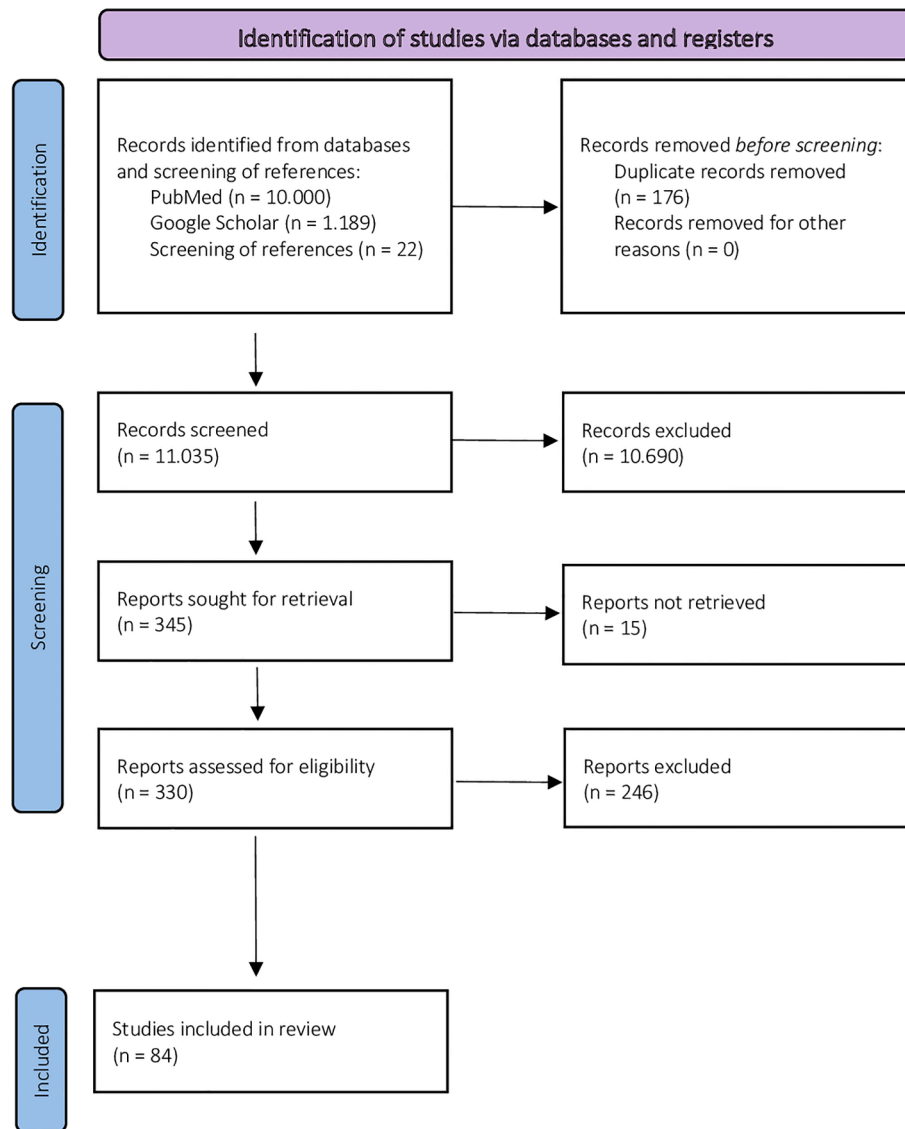 Identification of studies via databases and registers
Identification
Records identified from databases
and screening of references:
PubMed (n = 10.000)
Google Scholar (n = 1.189)
Screening of references (n = 22)
Records removed before screening:
Duplicate records removed
(n = 176)
Records removed for other
reasons (n = 0)
Screening
Records screened
(n = 11.035)
Records excluded
(n = 10.690)
Reports sought for retrieval
(n = 345)
Reports not retrieved
(n = 15)
Reports assessed for eligibility
(n = 330)
Reports excluded
(n = 246)
Included
Studies included in review
(n = 84)